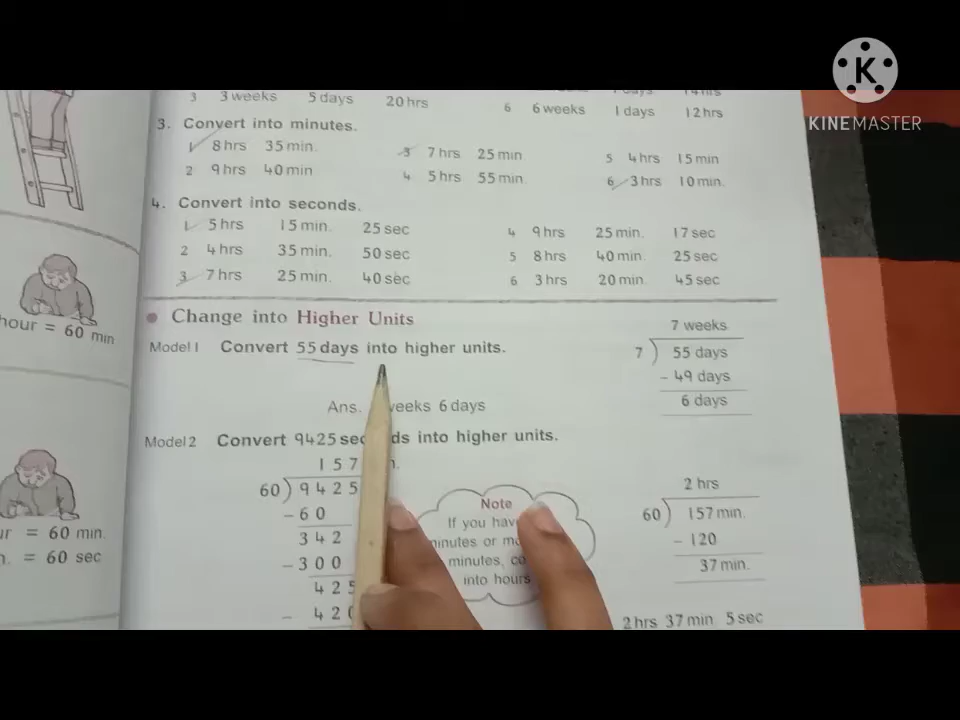 K
KINEMASTER
3 3 weeks 5 days 20 hrs
6 6 weeks 1 days 12 hrs
3. Convert into minutes.
1 8 hrs 35 min.
3 7 hrs 25 min
5 4 hrs 15 min
2 9 hrs 40 min
4 5 hrs 55 min.
6 3 hrs 10 min.
4. Convert into seconds.
1 5 hrs 15 min. 25 sec
4 9 hrs 25 min. 17 sec
2 4 hrs 35 min. 50 sec
5 8 hrs 40 min. 25 sec
3 7 hrs 25 min. 40 sec
6 3 hrs 20 min 45 sec
hour = 60 min
• Change into Higher Units
Model 1 Convert 55 days into higher units.
7 weeks
7 ) 55 days
- 49 days
6 days
Ans. weeks 6 days
Model 2 Convert 9425 seconds into higher units.
157
60 ) 9425
- 60
342
- 300
425
- 420
Note
If you have
minutes or
minutes,
into hours
2 hrs
60 ) 157 min.
- 120
37 min.
2 hrs 37 min 5 sec
= 60 min.
= 60 sec